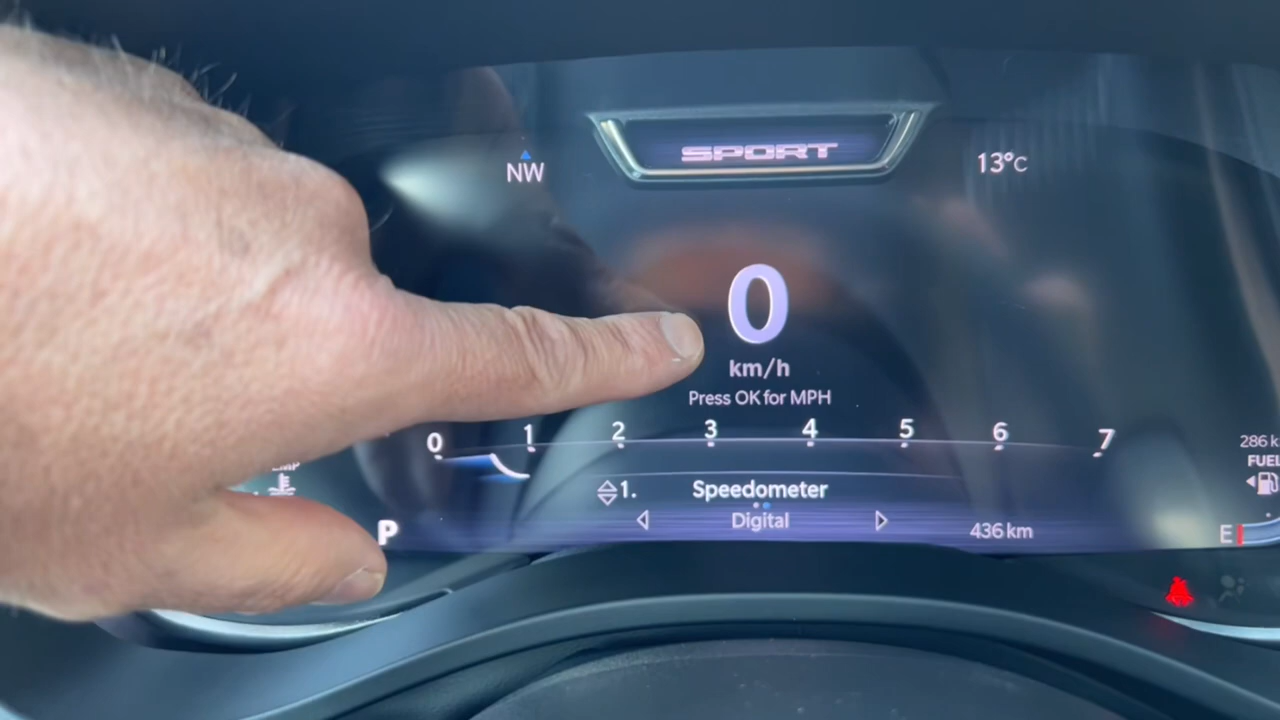 SPORT
NW
13°C
0
km/h
Press OK for MPH
0 1 2 3 4 5 6 7
286 k
FUEL
1. Speedometer
Digital
P
436 km
E